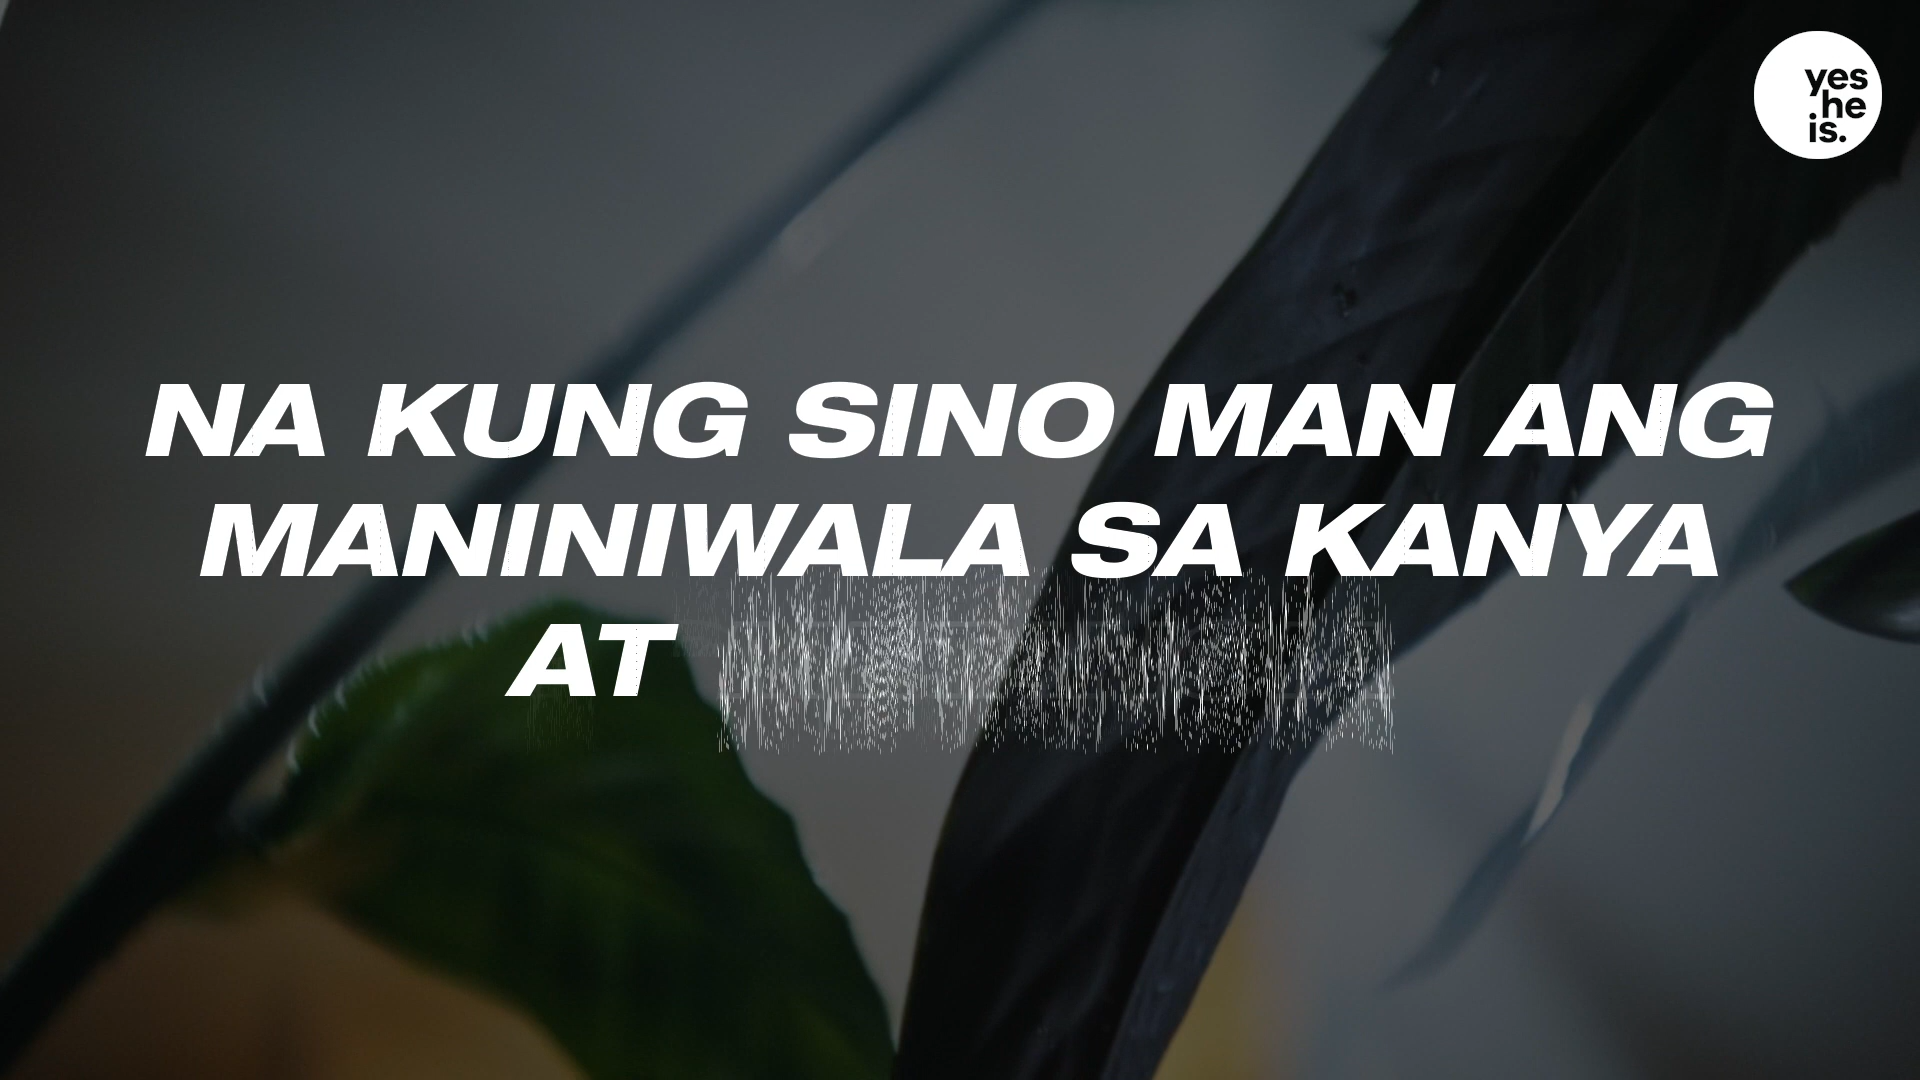 yes
he
is.
NA KUNG SINO MAN ANG
MANINIWALA SA KANYA
AT